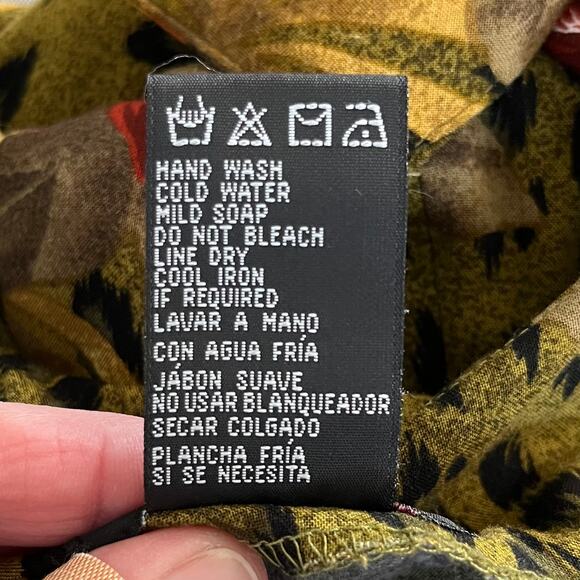 HAND WASH
COLD WATER
MILD SOAP
DO NOT BLEACH
LINE DRY
COOL IRON
IF REQUIRED
LAVAR A MANO
CON AGUA FRÍA
JÁBON SUAVE
NO USAR BLANQUEADOR
SECAR COLGADO
PLANCHA FRÍA
SI SE NECESITA